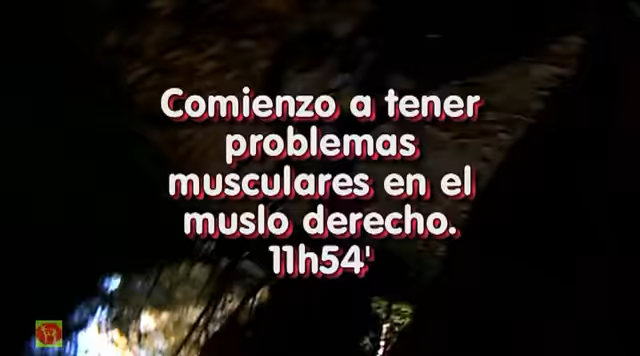 Comienzo a tener
problemas
musculares en el
muslo derecho.
11h54'